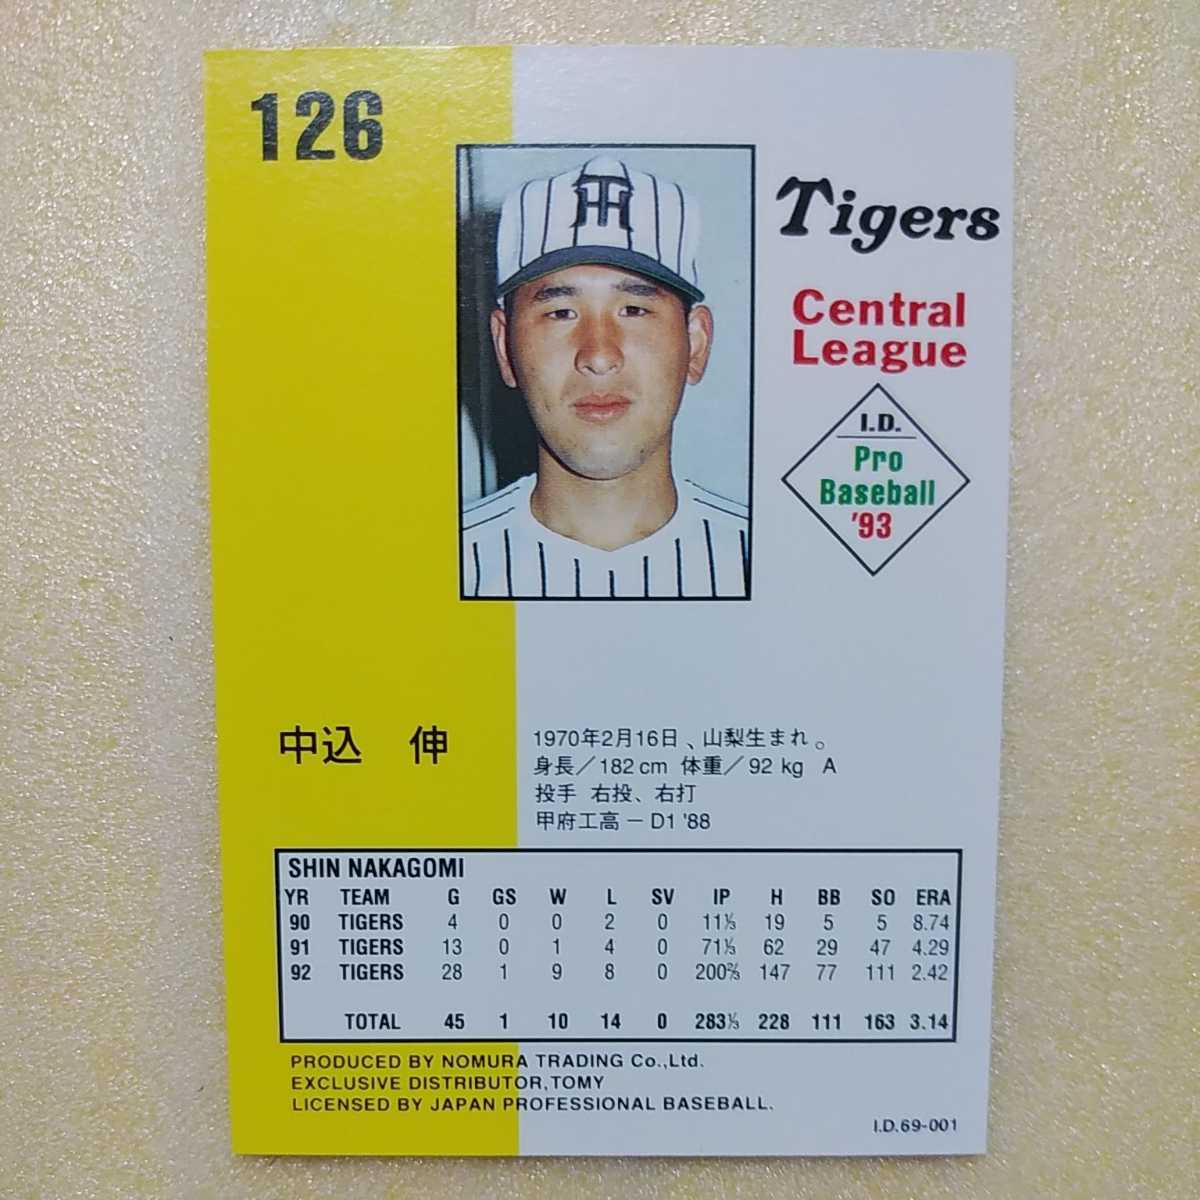 126
Tigers
Central
League
I.D.
Pro
Baseball
'93
中込　伸
1970年2月16日、山梨生まれ。
身長／182cm 体重／92kg A
投手 右投、右打
甲府工高－D1'88
SHIN NAKAGOMI
YR TEAM G GS W L SV IP H BB SO ERA
90 TIGERS 4 0 0 2 0 11⅓ 19 5 5 8.74
91 TIGERS 13 0 1 4 0 71⅓ 62 29 47 4.29
92 TIGERS 28 1 9 8 0 200⅔ 147 77 111 2.42
TOTAL 45 1 10 14 0 283⅓ 228 111 163 3.14
PRODUCED BY NOMURA TRADING Co.,Ltd.
EXCLUSIVE DISTRIBUTOR,TOMY
LICENSED BY JAPAN PROFESSIONAL BASEBALL.
I.D.69-001